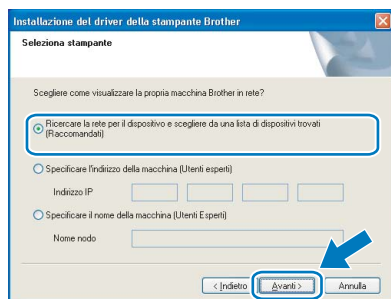 Installazione del driver della stampante Brother
Seleziona stampante
Scegliere come visualizzare la propria macchina Brother in rete?
Ricercare la rete per il dispositivo e scegliere da una lista di dispositivi trovati
(Raccomandati)
Specificare l'indirizzo della macchina (Utenti esperti)
Indirizzo IP
Specificare il nome della macchina (Utenti Esperti)
Nome nodo
< Indietro Avanti > Annulla